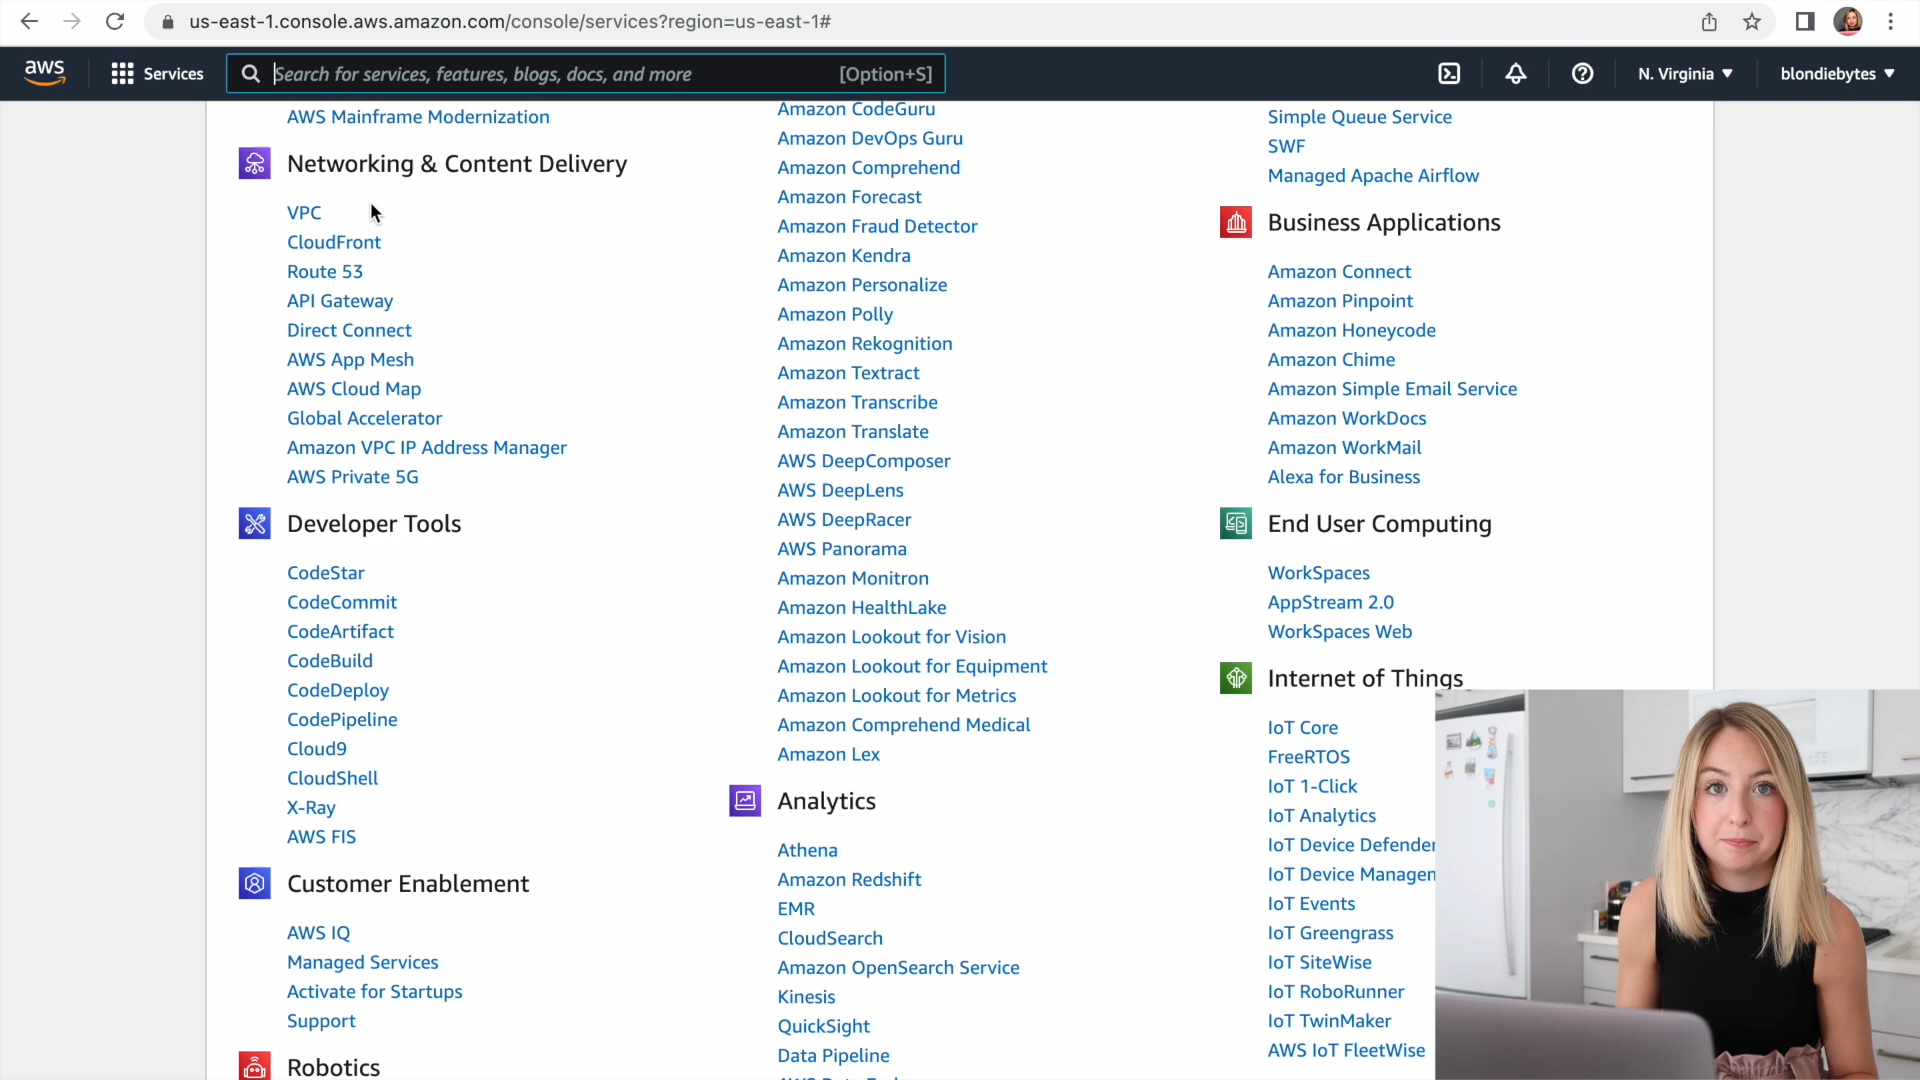 us-east-1.console.aws.amazon.com/console/services?region=us-east-1#
aws
Services
Search for services, features, blogs, docs, and more
[Option+S]
N. Virginia
blondiebytes
AWS Mainframe Modernization
Networking & Content Delivery
VPC
CloudFront
Route 53
API Gateway
Direct Connect
AWS App Mesh
AWS Cloud Map
Global Accelerator
Amazon VPC IP Address Manager
AWS Private 5G
Developer Tools
CodeStar
CodeCommit
CodeArtifact
CodeBuild
CodeDeploy
CodePipeline
Cloud9
CloudShell
X-Ray
AWS FIS
Customer Enablement
AWS IQ
Managed Services
Activate for Startups
Support
Robotics
Amazon CodeGuru
Amazon DevOps Guru
Amazon Comprehend
Amazon Forecast
Amazon Fraud Detector
Amazon Kendra
Amazon Personalize
Amazon Polly
Amazon Rekognition
Amazon Textract
Amazon Transcribe
Amazon Translate
AWS DeepComposer
AWS DeepLens
AWS DeepRacer
AWS Panorama
Amazon Monitron
Amazon HealthLake
Amazon Lookout for Vision
Amazon Lookout for Equipment
Amazon Lookout for Metrics
Amazon Comprehend Medical
Amazon Lex
Analytics
Athena
Amazon Redshift
EMR
CloudSearch
Amazon OpenSearch Service
Kinesis
QuickSight
Data Pipeline
Simple Queue Service
SWF
Managed Apache Airflow
Business Applications
Amazon Connect
Amazon Pinpoint
Amazon Honeycode
Amazon Chime
Amazon Simple Email Service
Amazon WorkDocs
Amazon WorkMail
Alexa for Business
End User Computing
WorkSpaces
AppStream 2.0
WorkSpaces Web
Internet of Things
IoT Core
FreeRTOS
IoT 1-Click
IoT Analytics
IoT Device Defender
IoT Device Managen
IoT Events
IoT Greengrass
IoT SiteWise
IoT RoboRunner
IoT TwinMaker
AWS IoT FleetWise